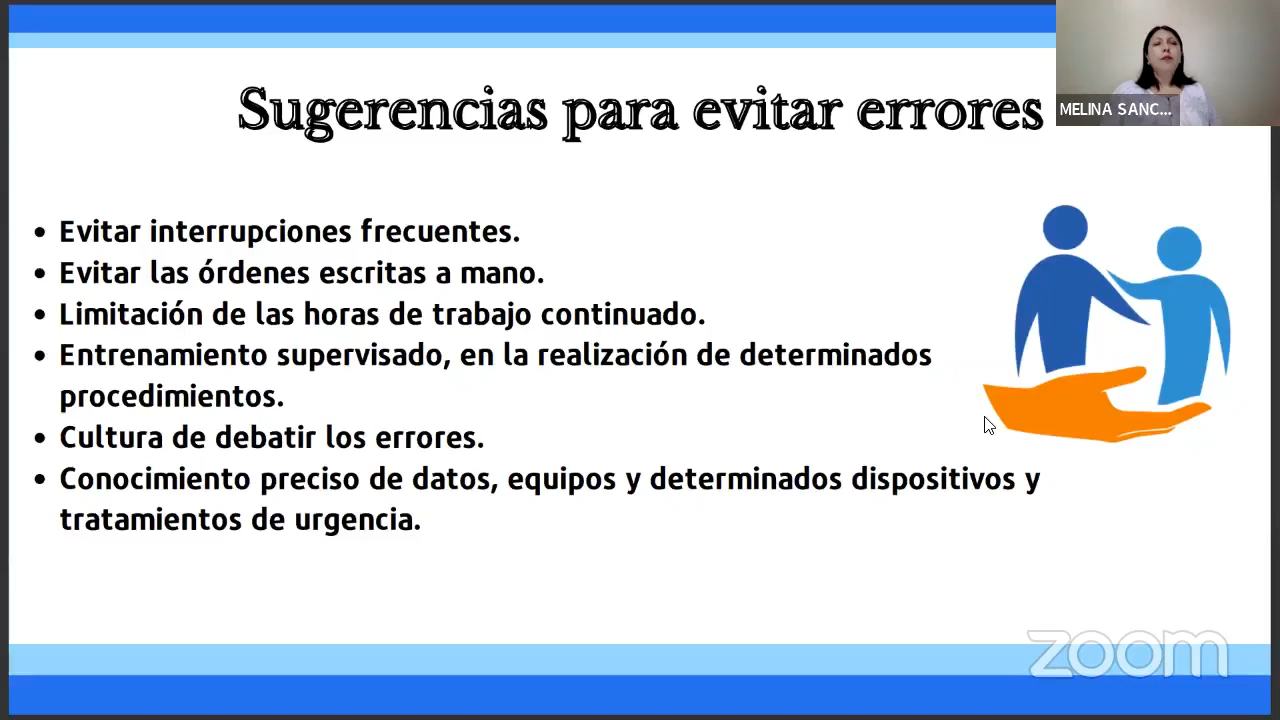 Sugerencias para evitar errores
MELINA SANC...
• Evitar interrupciones frecuentes.
• Evitar las órdenes escritas a mano.
• Limitación de las horas de trabajo continuado.
• Entrenamiento supervisado, en la realización de determinados
procedimientos.
• Cultura de debatir los errores.
• Conocimiento preciso de datos, equipos y determinados dispositivos y
tratamientos de urgencia.
zoom